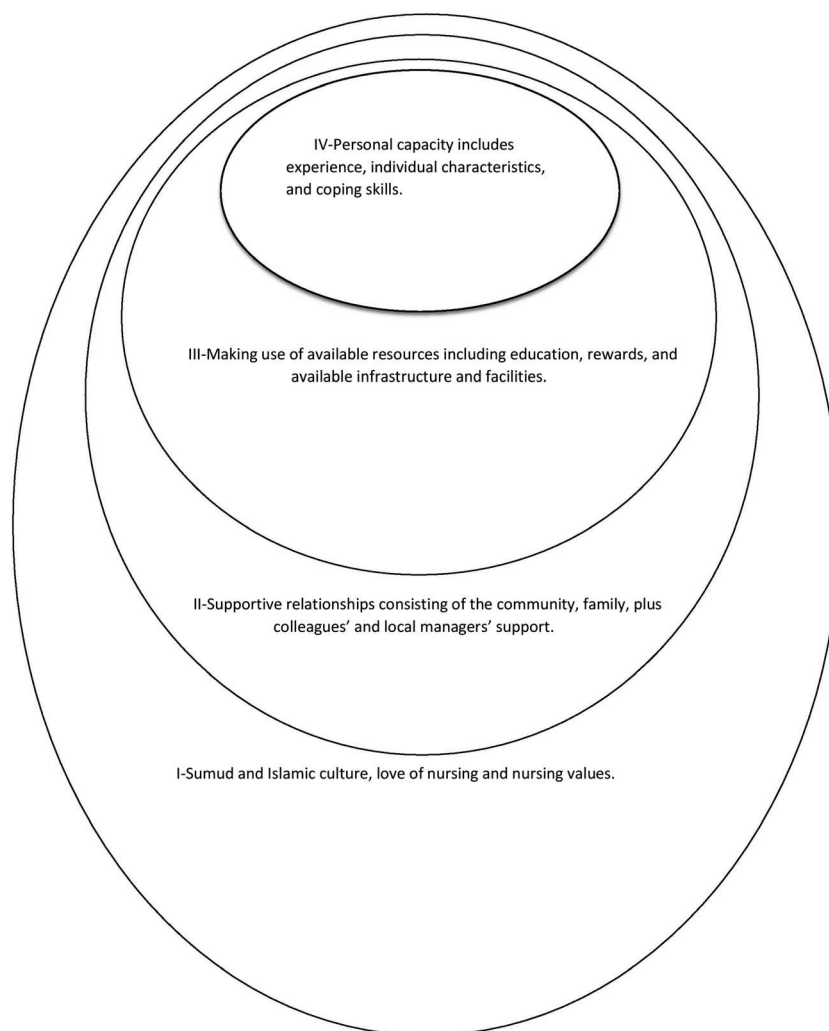 IV-Personal capacity includes
experience, individual characteristics,
and coping skills.
III-Making use of available resources including education, rewards, and
available infrastructure and facilities.
II-Supportive relationships consisting of the community, family, plus
colleagues’ and local managers’ support.
I-Sumud and Islamic culture, love of nursing and nursing values.